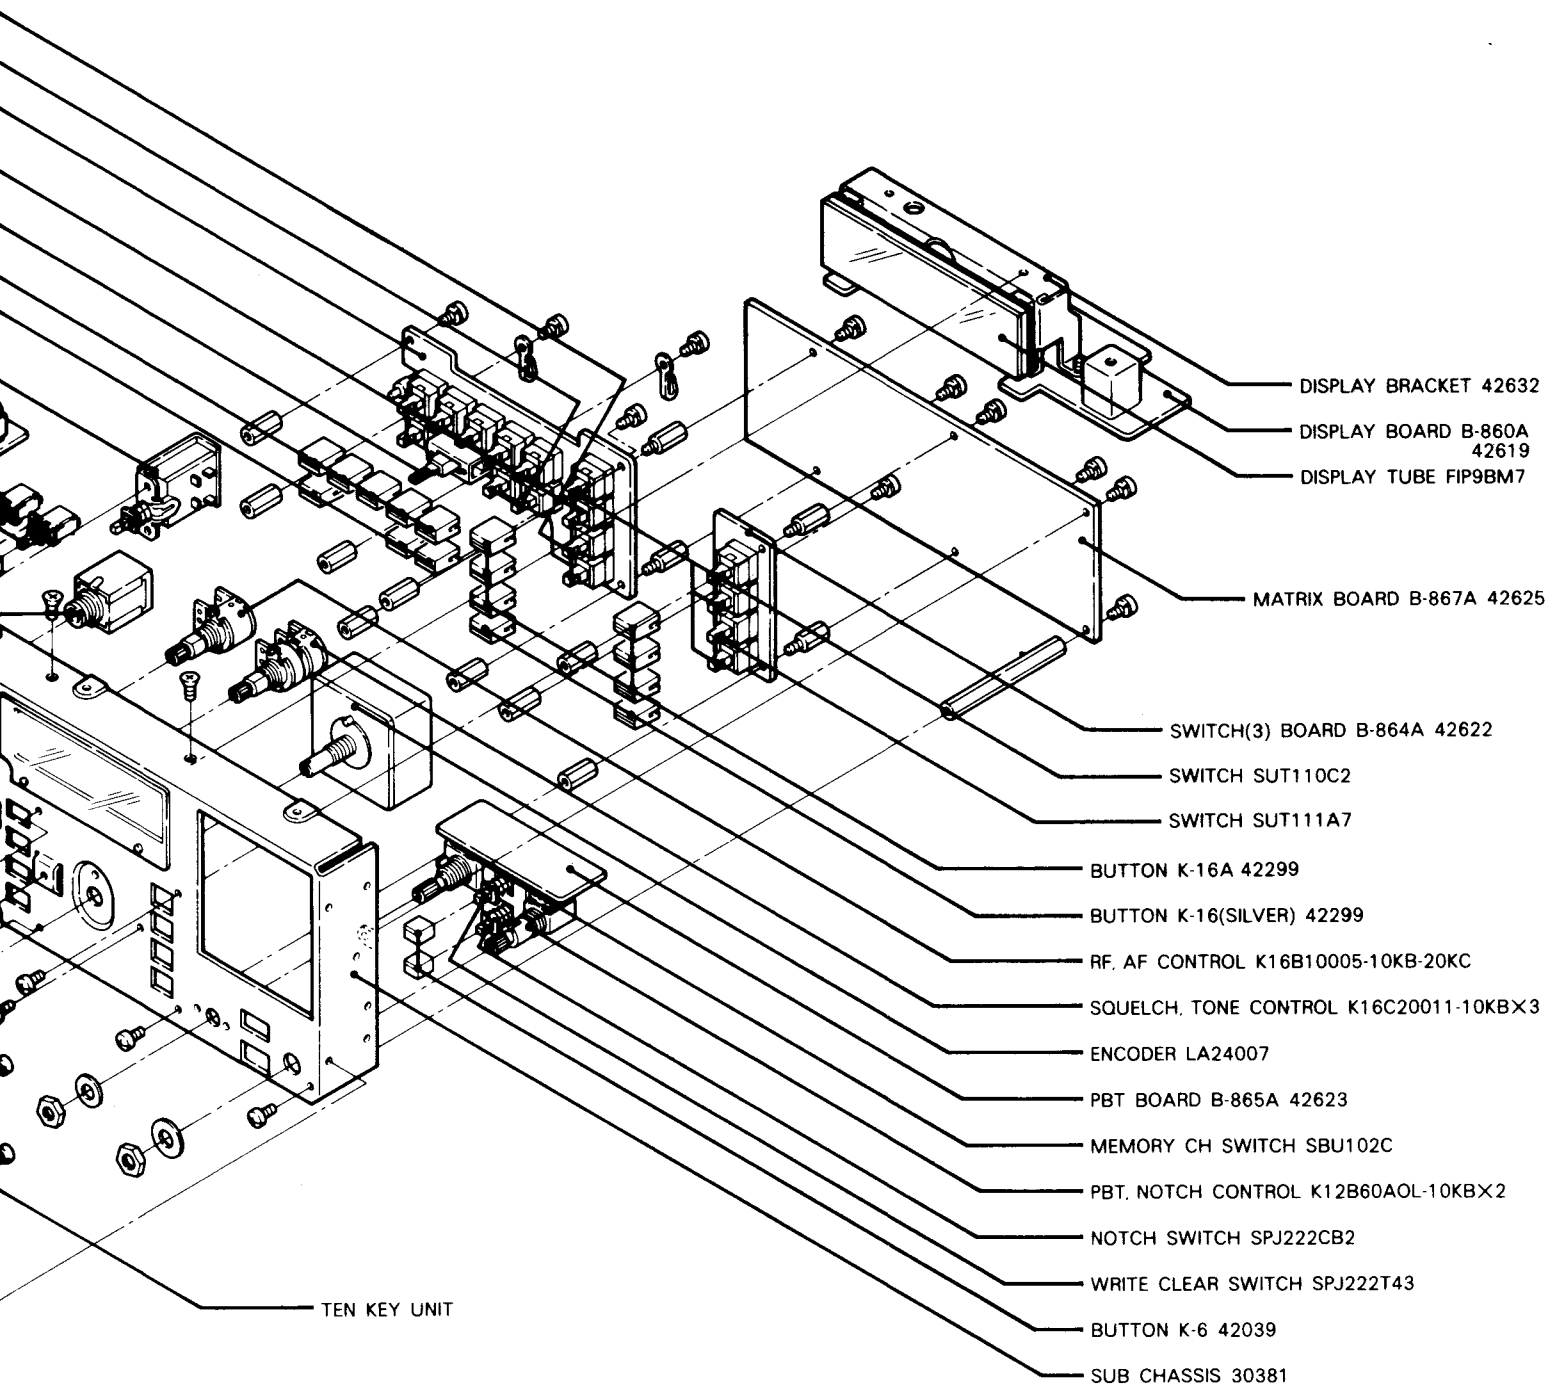 DISPLAY BRACKET 42632
DISPLAY BOARD B-860A
42619
DISPLAY TUBE FIP9BM7
MATRIX BOARD B-867A 42625
SWITCH(3) BOARD B-864A 42622
SWITCH SUT110C2
SWITCH SUT111A7
BUTTON K-16A 42299
BUTTON K-16(SILVER) 42299
RF, AF CONTROL K16B10005-10KB-20KC
SQUELCH, TONE CONTROL K16C20011-10KB×3
ENCODER LA24007
PBT BOARD B-865A 42623
MEMORY CH SWITCH SBU102C
PBT, NOTCH CONTROL K12B60AOL-10KB×2
NOTCH SWITCH SPJ222CB2
WRITE CLEAR SWITCH SPJ222T43
BUTTON K-6 42039
SUB CHASSIS 30381
TEN KEY UNIT